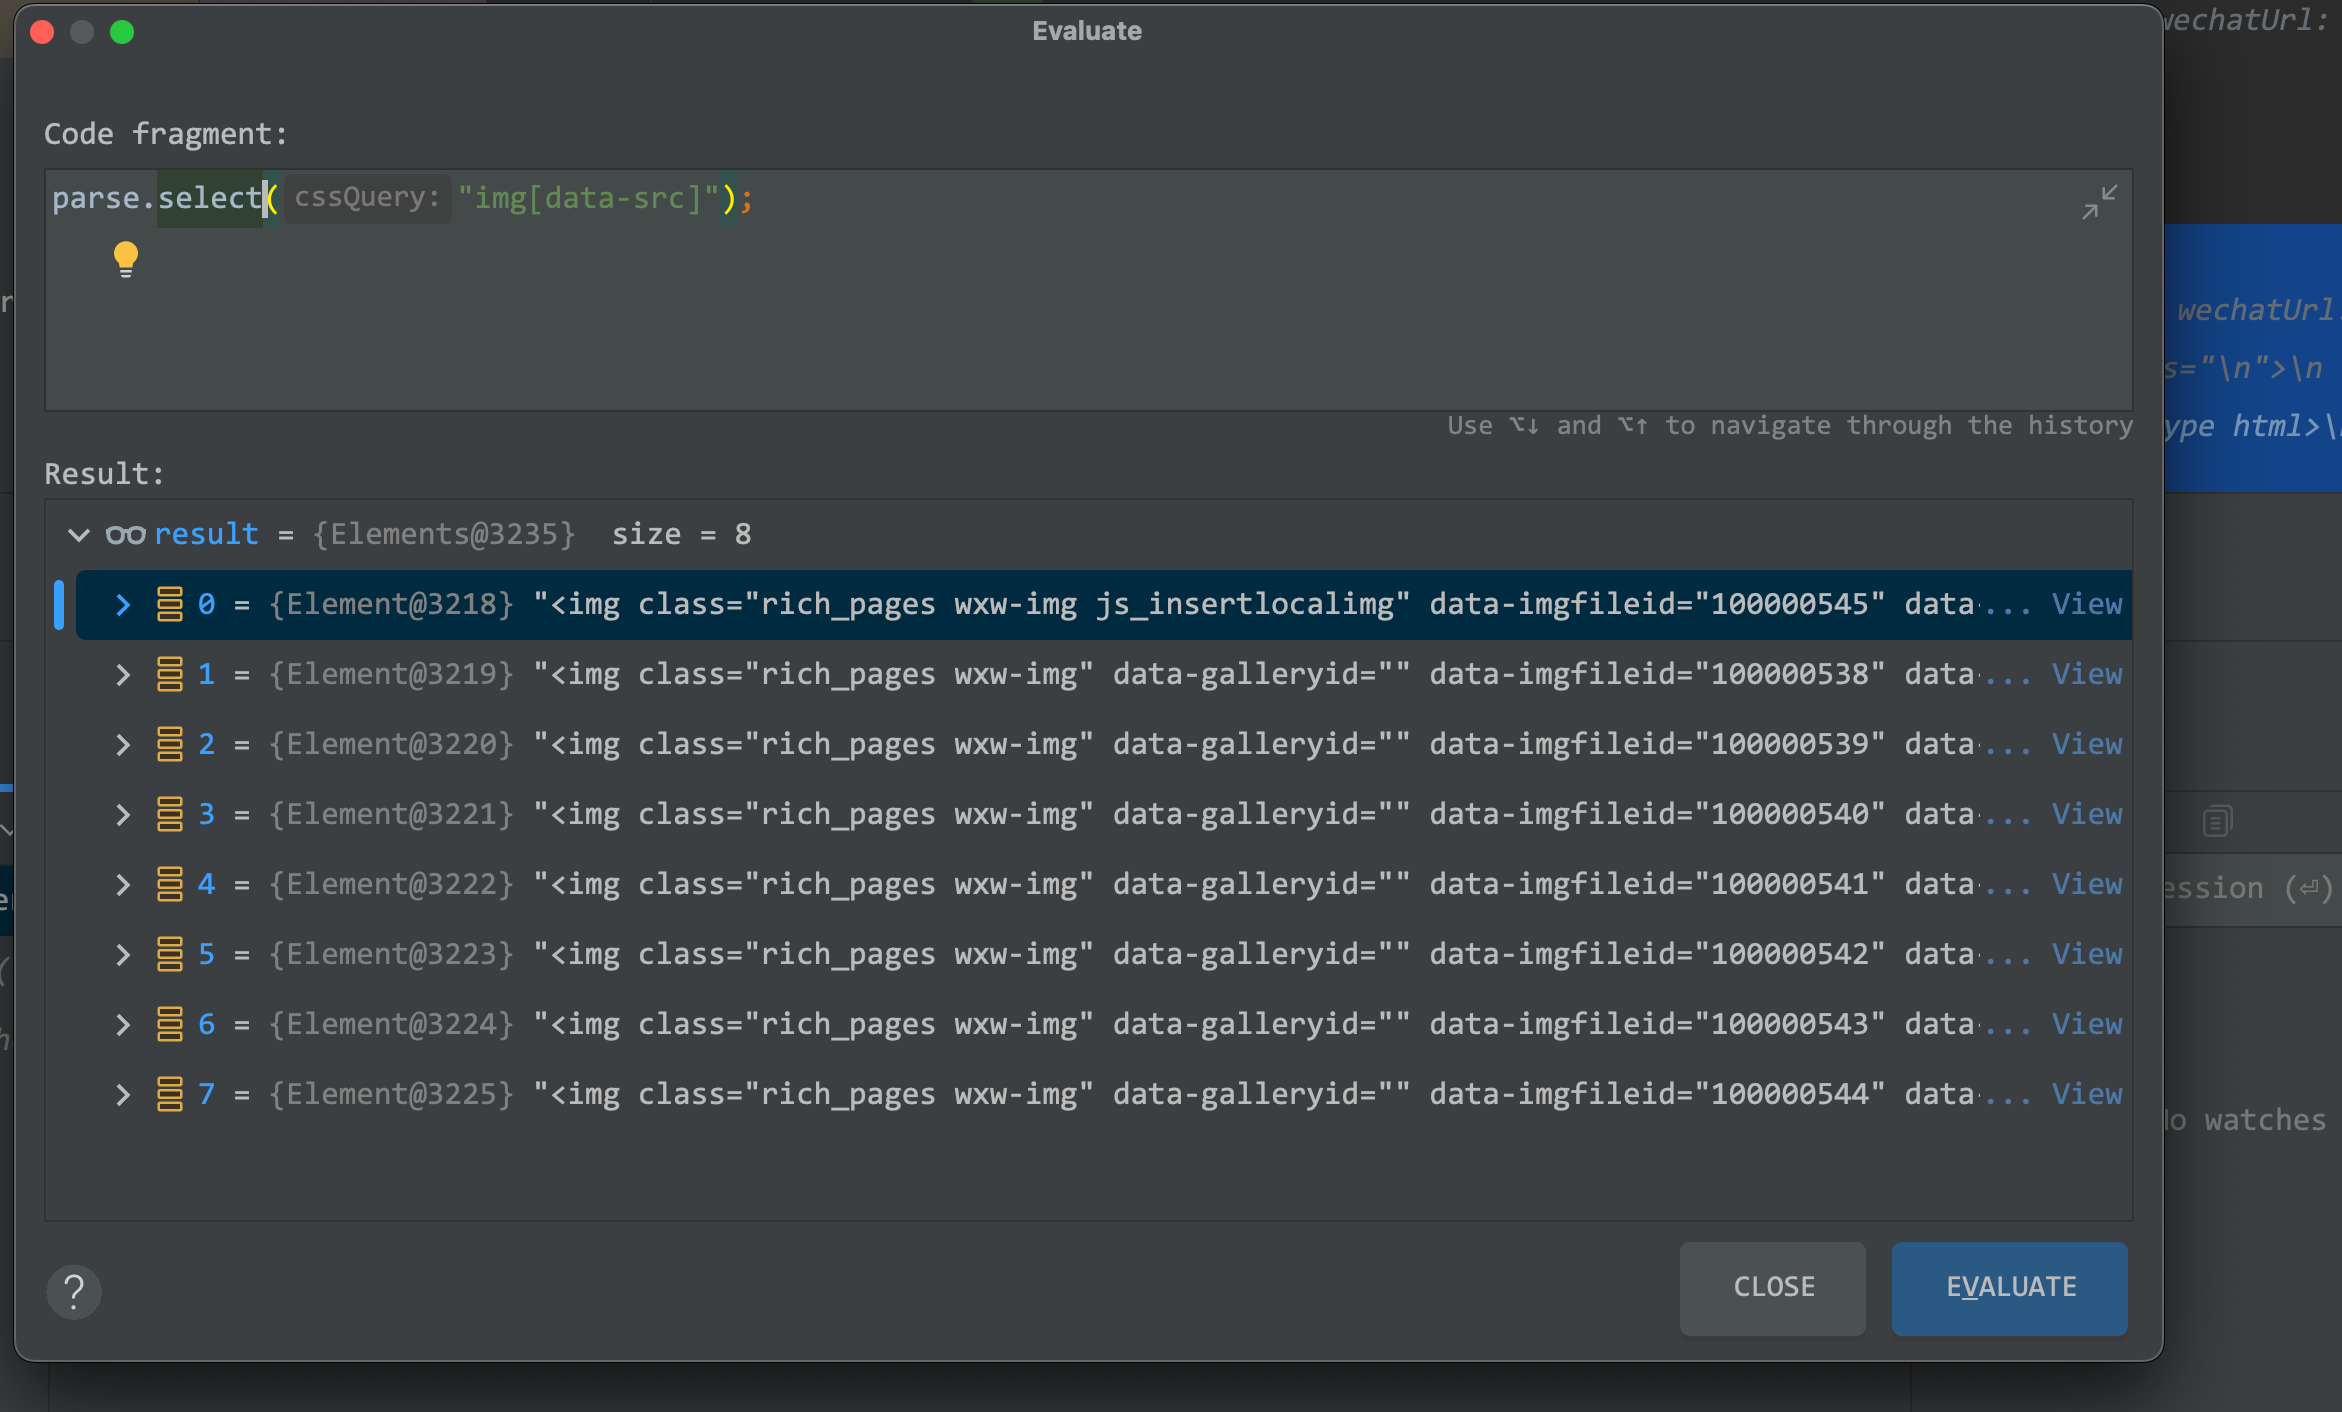 Evaluate
wechatUrl:
Code fragment:
parse.select( cssQuery: "img[data-src]");
wechatUrl:
s="\n">\n
ype html>\
Use ⌥↓ and ⌥↑ to navigate through the history
Result:
result = {Elements@3235} size = 8
0 = {Element@3218} "<img class="rich_pages wxw-img js_insertlocalimg" data-imgfileid="100000545" data-... View
1 = {Element@3219} "<img class="rich_pages wxw-img" data-galleryid="" data-imgfileid="100000538" data-... View
2 = {Element@3220} "<img class="rich_pages wxw-img" data-galleryid="" data-imgfileid="100000539" data-... View
3 = {Element@3221} "<img class="rich_pages wxw-img" data-galleryid="" data-imgfileid="100000540" data-... View
4 = {Element@3222} "<img class="rich_pages wxw-img" data-galleryid="" data-imgfileid="100000541" data-... View
ession (⏎)
5 = {Element@3223} "<img class="rich_pages wxw-img" data-galleryid="" data-imgfileid="100000542" data-... View
6 = {Element@3224} "<img class="rich_pages wxw-img" data-galleryid="" data-imgfileid="100000543" data-... View
7 = {Element@3225} "<img class="rich_pages wxw-img" data-galleryid="" data-imgfileid="100000544" data-... View
No watches
?
CLOSE
EVALUATE